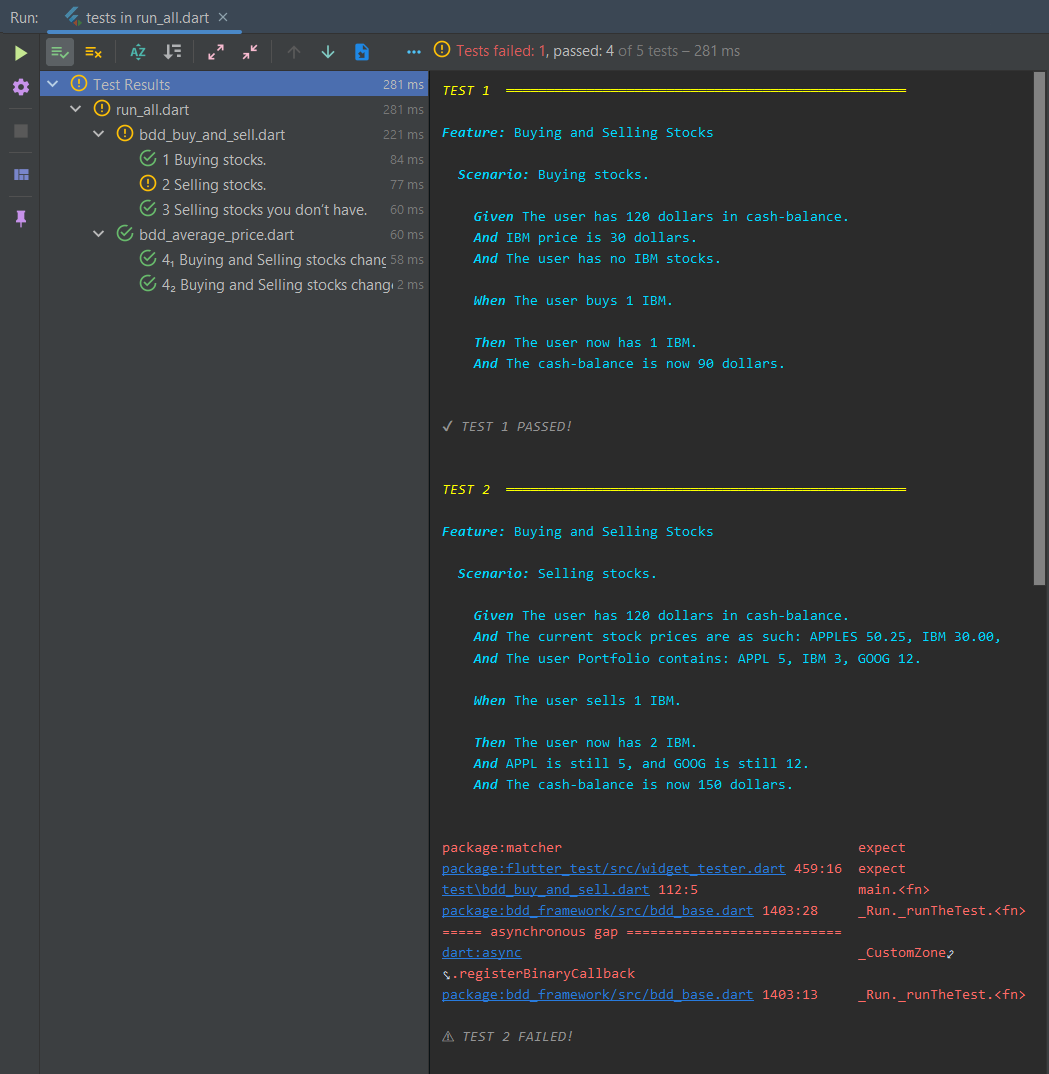 Run: tests in run_all.dart ×
Tests failed: 1, passed: 4 of 5 tests – 281 ms
Test Results 281 ms
run_all.dart 281 ms
bdd_buy_and_sell.dart 221 ms
1 Buying stocks. 84 ms
2 Selling stocks. 77 ms
3 Selling stocks you don't have. 60 ms
bdd_average_price.dart 60 ms
4₁ Buying and Selling stocks chang 58 ms
4₂ Buying and Selling stocks change 2 ms
TEST 1 ══════════════════════════════════════════════════
Feature: Buying and Selling Stocks
Scenario: Buying stocks.
Given The user has 120 dollars in cash-balance.
And IBM price is 30 dollars.
And The user has no IBM stocks.
When The user buys 1 IBM.
Then The user now has 1 IBM.
And The cash-balance is now 90 dollars.
✓ TEST 1 PASSED!
TEST 2 ══════════════════════════════════════════════════
Feature: Buying and Selling Stocks
Scenario: Selling stocks.
Given The user has 120 dollars in cash-balance.
And The current stock prices are as such: APPLES 50.25, IBM 30.00,
And The user Portfolio contains: APPL 5, IBM 3, GOOG 12.
When The user sells 1 IBM.
Then The user now has 2 IBM.
And APPL is still 5, and GOOG is still 12.
And The cash-balance is now 150 dollars.
package:matcher expect
package:flutter_test/src/widget_tester.dart 459:16 expect
test\bdd_buy_and_sell.dart 112:5 main.<fn>
package:bdd_framework/src/bdd_base.dart 1403:28 _Run._runTheTest.<fn>
===== asynchronous gap ===========================
dart:async _CustomZone
.registerBinaryCallback
package:bdd_framework/src/bdd_base.dart 1403:13 _Run._runTheTest.<fn>
⚠ TEST 2 FAILED!